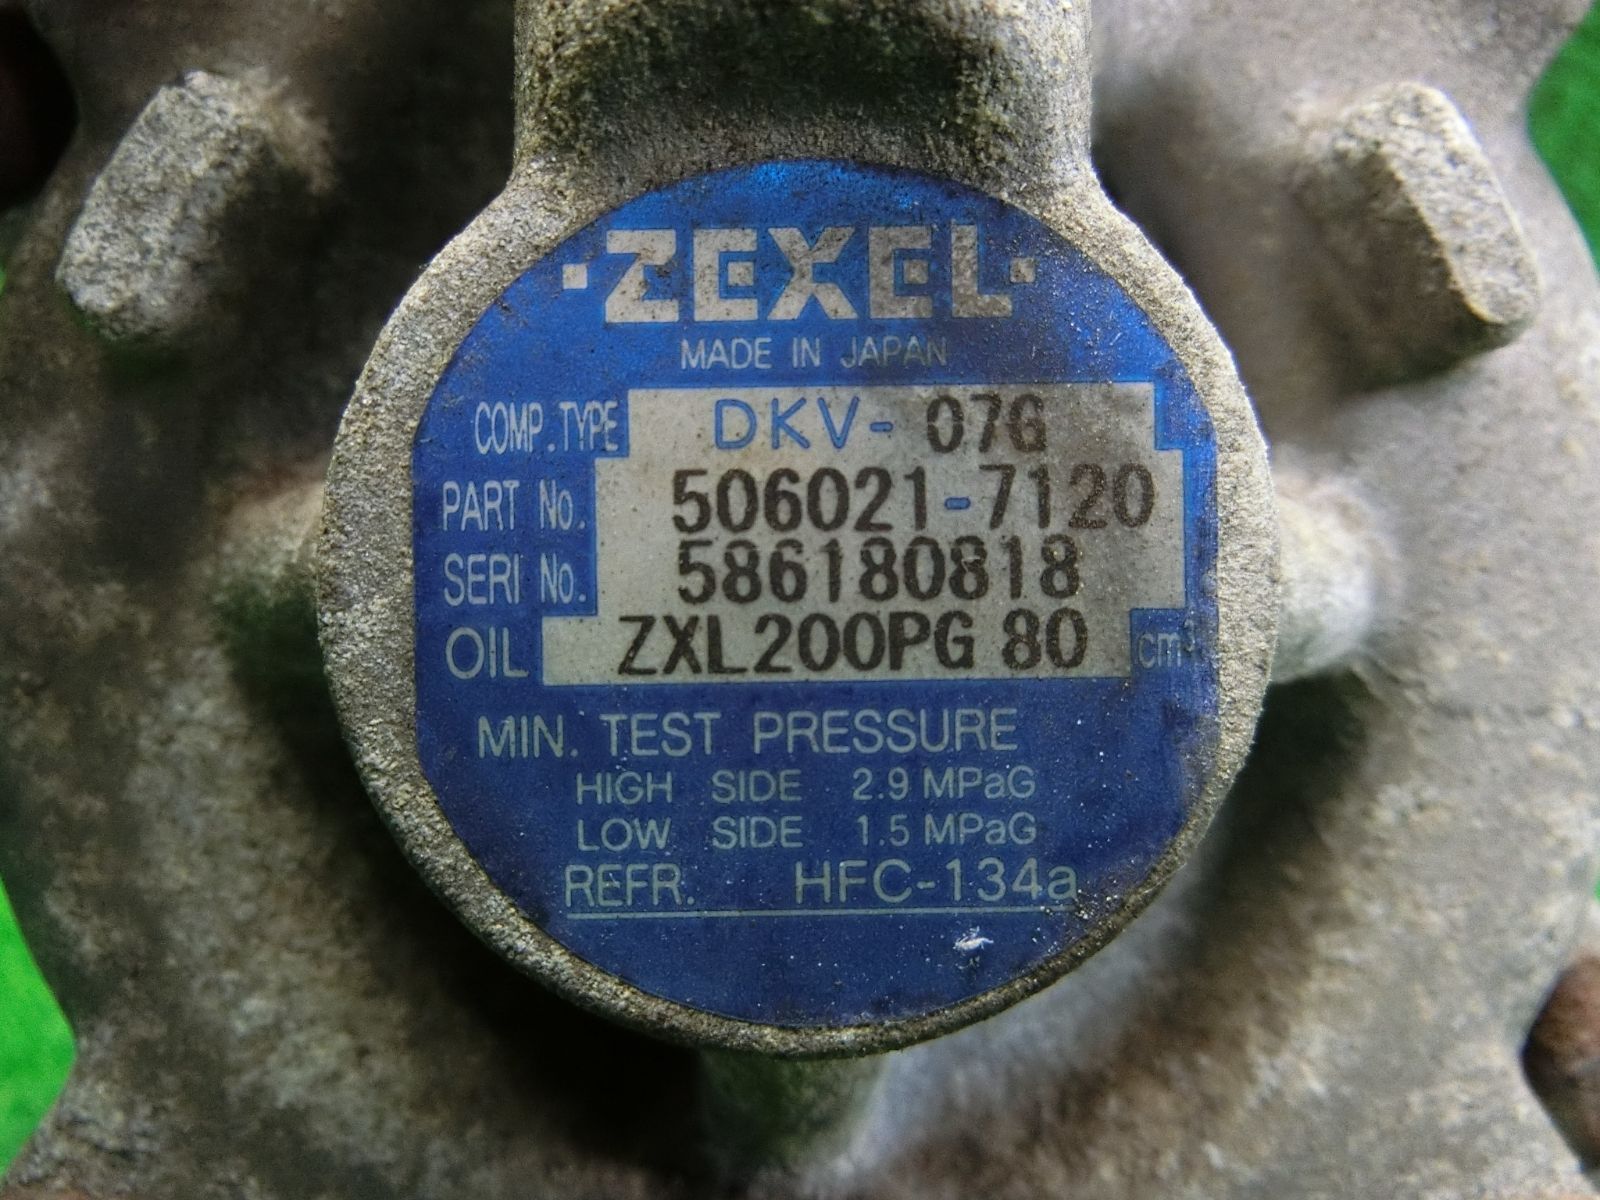 ·ZEXEL·
MADE IN JAPAN
COMP.TYPE DKV-07G
PART No. 506021-7120
SERI No. 586180818
OIL ZXL200PG 80 cm³
MIN. TEST PRESSURE
HIGH SIDE 2.9 MPaG
LOW SIDE 1.5 MPaG
REFR. HFC-134a